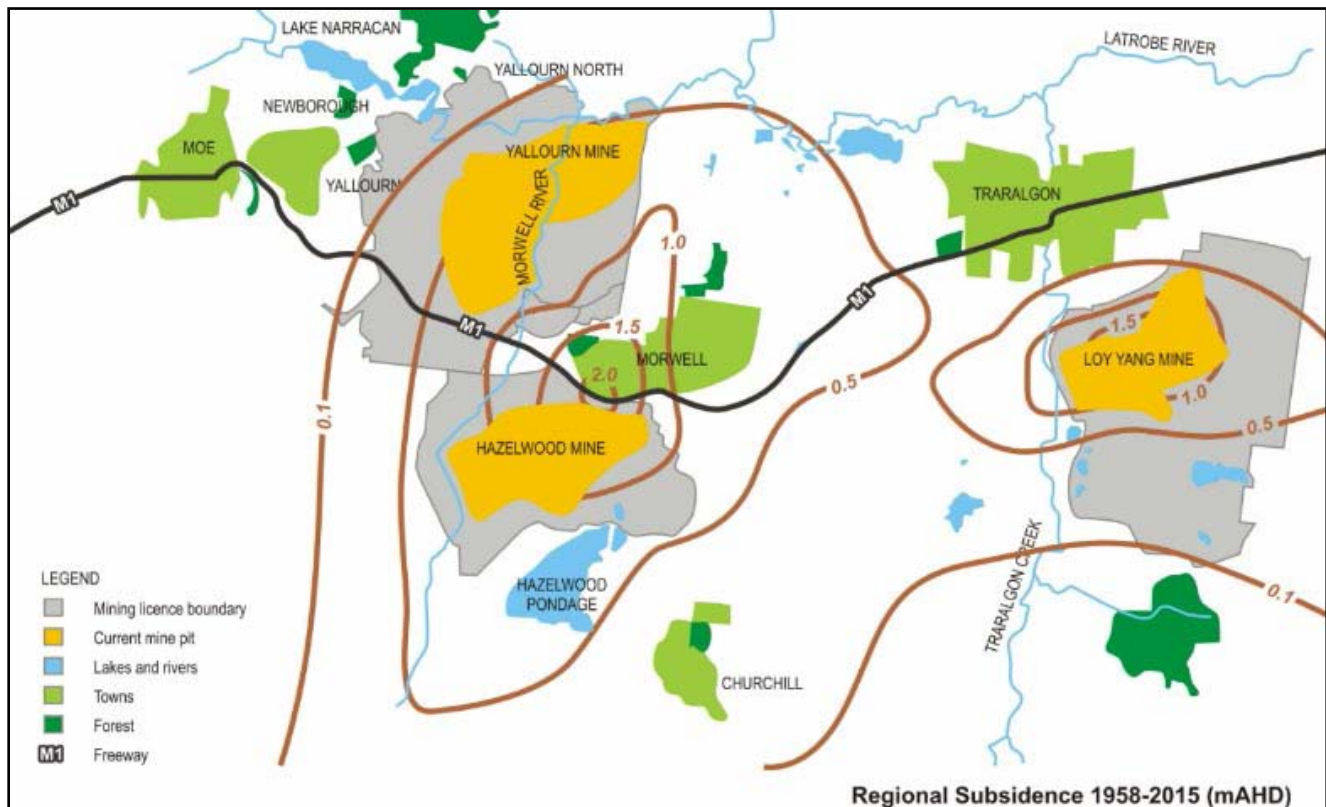 LAKE NARRACAN
LATROBE RIVER
YALLOURN NORTH
NEWBOROUGH
MOE
YALLOURN MINE
YALLOURN
TRARALGON
M1
MORWELL RIVER
1.0
M1
M1
1.5
1.5
MORWELL
LOY YANG MINE
2.0
0.5
1.0
0.1
0.5
HAZELWOOD MINE
TRARALGON CREEK
HAZELWOOD
PONDAGE
0.1
CHURCHILL
LEGEND
Mining licence boundary
Current mine pit
Lakes and rivers
Towns
Forest
M1 Freeway
Regional Subsidence 1958-2015 (mAHD)